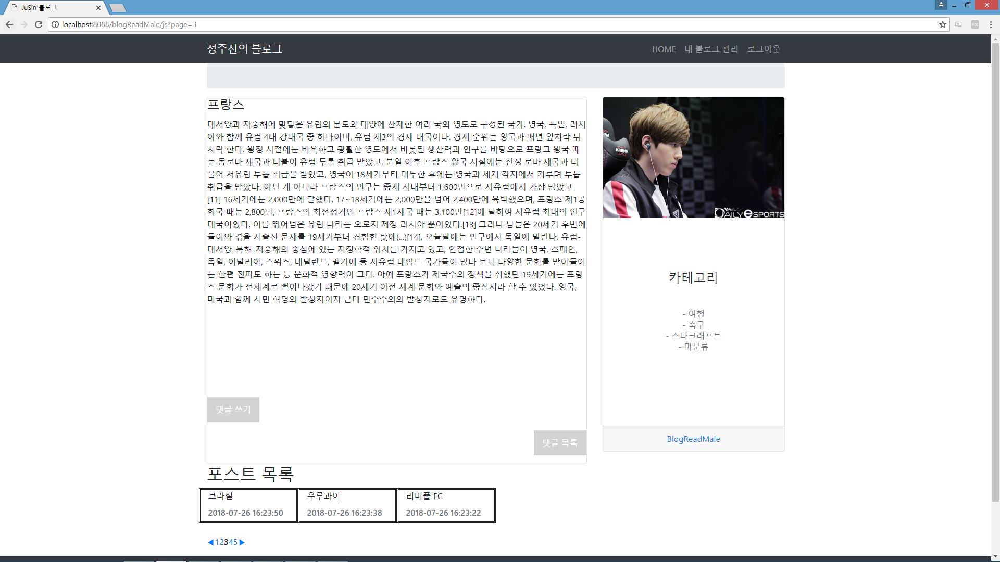 JuSin 블로그
localhost:8088/blogReadMale/js?page=3
정주신의 블로그
HOME 내 블로그 관리 로그아웃
프랑스
대서양과 지중해에 맞닿은 유럽의 본토와 대양에 산재한 여러 국외 영토로 구성된 국가. 영국, 독일, 러시
아와 함께 유럽 4대 강대국 중 하나이며, 유럽 제3의 경제 대국이다. 경제 순위는 영국과 매년 엎치락 뒤
치락 한다. 왕정 시절에는 비옥하고 광활한 영토에서 비롯된 생산력과 인구를 바탕으로 프랑크 왕국 때
는 동로마 제국과 더불어 유럽 투톱 취급 받았고, 분열 이후 프랑스 왕국 시절에는 신성 로마 제국과 더
불어 서유럽 투톱 취급을 받았고, 영국이 18세기부터 대두한 후에는 영국과 세계 각지에서 겨루며 투톱
취급을 받았다. 아닌 게 아니라 프랑스의 인구는 중세 시대부터 1,600만으로 서유럽에서 가장 많았고
[11] 16세기에는 2,000만에 달했다. 17~18세기에는 2,000만을 넘어 2,400만에 육박했으며, 프랑스 제1공
화국 때는 2,800만, 프랑스의 최전정기인 프랑스 제1제국 때는 3,100만[12]에 달하여 서유럽 최대의 인구
대국이었다. 이를 뛰어넘은 유럽 나라는 오로지 제정 러시아 뿐이었다.[13] 그러나 남들은 20세기 후반에
들어와 겪을 저출산 문제를 19세기부터 경험한 탓에(...)[14], 오늘날에는 인구에서 독일에 밀린다. 유럽-
대서양-북해-지중해의 중심에 있는 지정학적 위치를 가지고 있고, 인접한 주변 나라들이 영국, 스페인,
독일, 이탈리아, 스위스, 네덜란드, 벨기에 등 서유럽 네임드 국가들이 많다 보니 다양한 문화를 받아들이
는 한편 전파도 하는 등 문화적 영향력이 크다. 아예 프랑스가 제국주의 정책을 취했던 19세기에는 프랑
스 문화가 전세계로 뻗어나갔기 때문에 20세기 이전 세계 문화와 예술의 중심지라 할 수 있었다. 영국,
미국과 함께 시민 혁명의 발상지이자 근대 민주주의의 발상지로도 유명하다.
댓글 쓰기
댓글 목록
ARENA
DAILYESPORTS
카테고리
- 여행
- 축구
- 스타크래프트
- 미분류
BlogReadMale
포스트 목록
브라질
2018-07-26 16:23:50
우루과이
2018-07-26 16:23:38
리버풀 FC
2018-07-26 16:23:22
◀12345▶